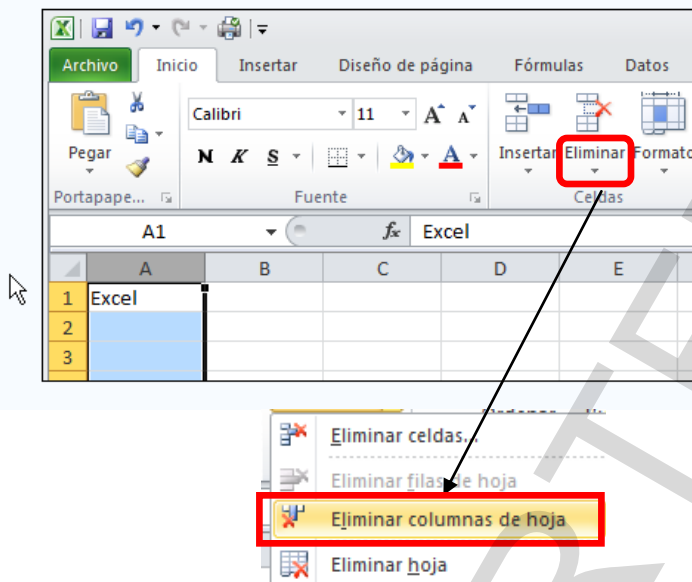 Archivo Inicio Insertar Diseño de página Fórmulas Datos
Calibri 11 A A
Pegar N K S A Insertar Eliminar Formato
Portapape... Fuente Celdas
A1 fx Excel
A B C D E
1 Excel
2
3
Eliminar celdas...
Eliminar filas de hoja
Eliminar columnas de hoja
Eliminar hoja